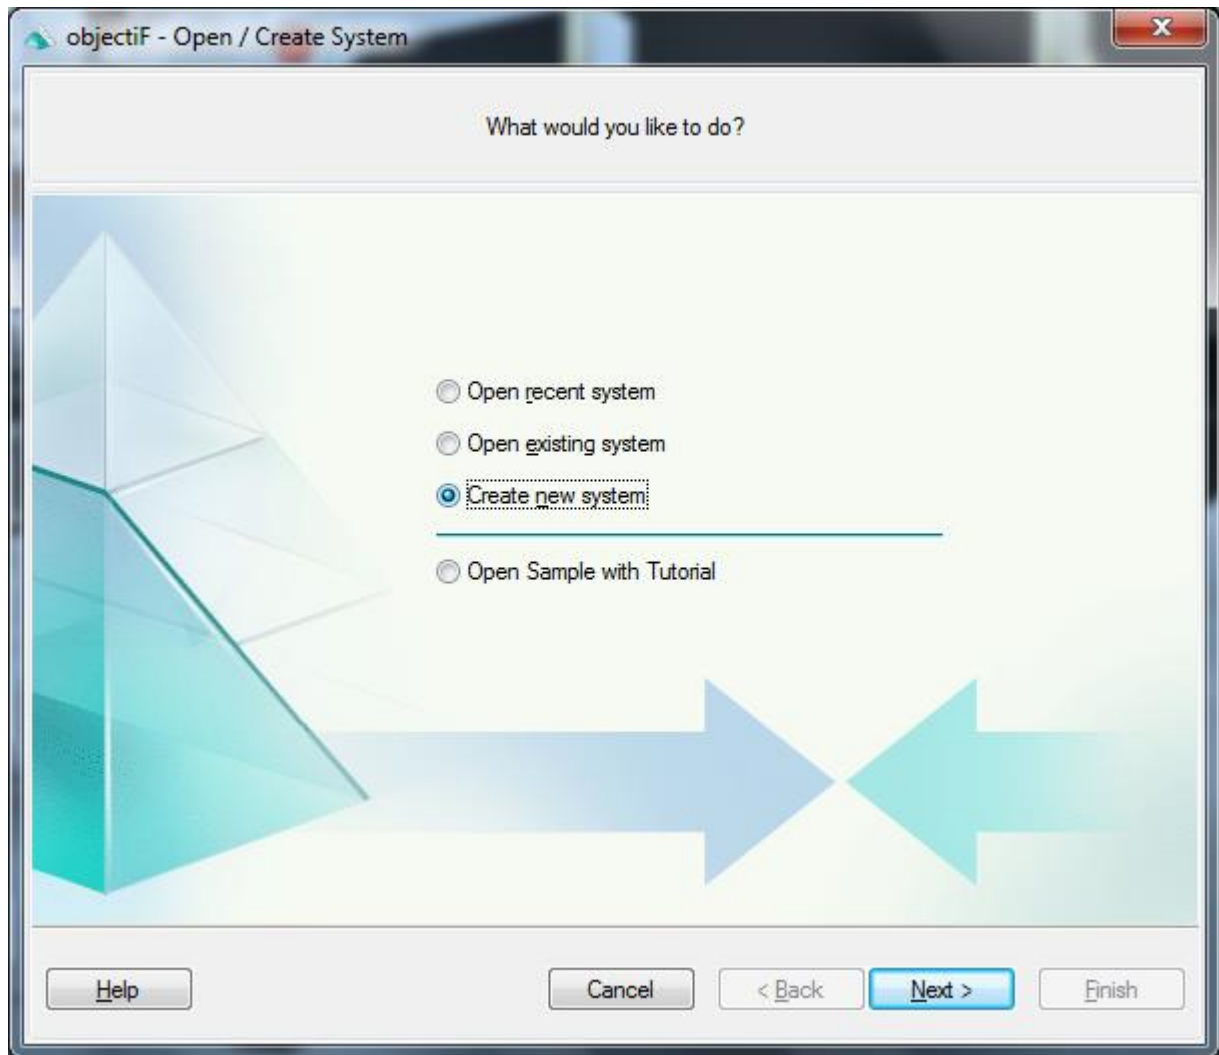 objectiF - Open / Create System
What would you like to do?
Open recent system
Open existing system
Create new system
Open Sample with Tutorial
Help Cancel < Back Next > Finish